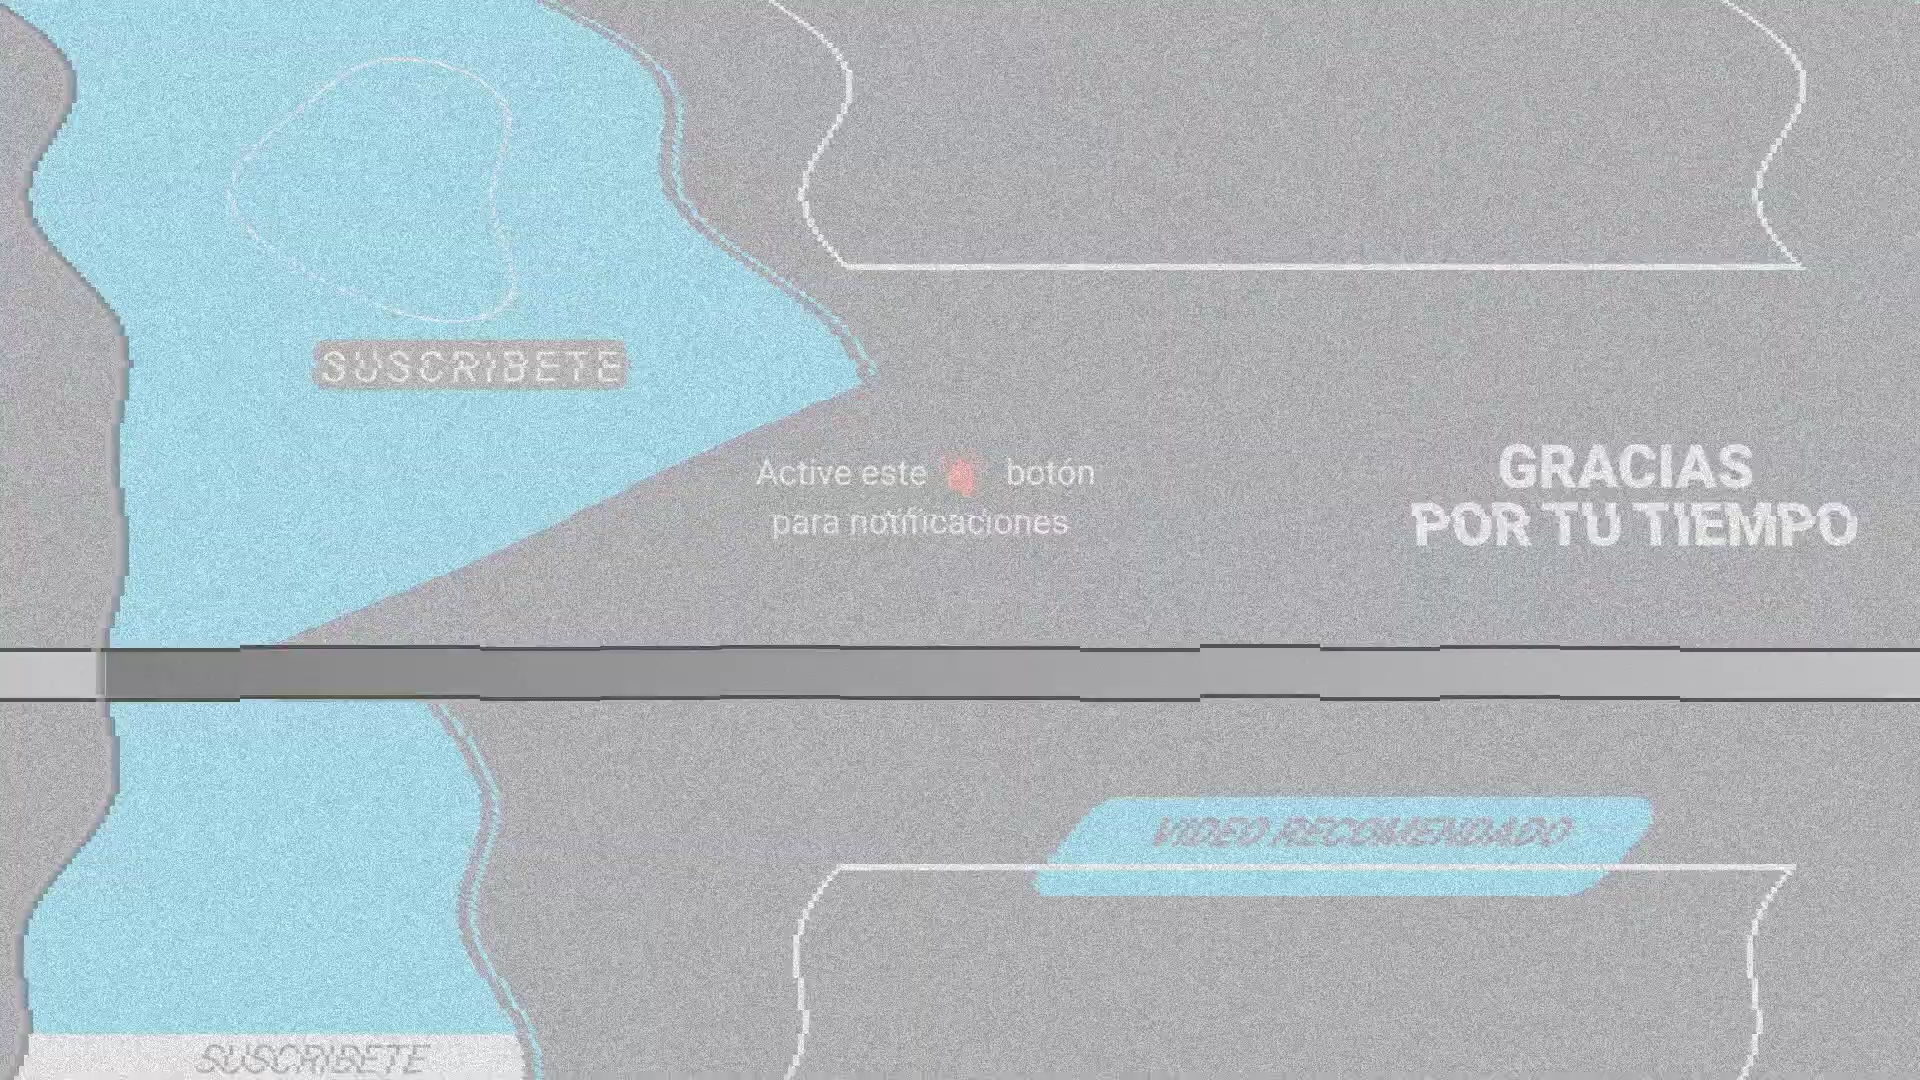 SUSCRIBETE
Active este botón
para notificaciones
GRACIAS
POR TU TIEMPO
VIDEO RECOMENDADO
SUSCRIBETE